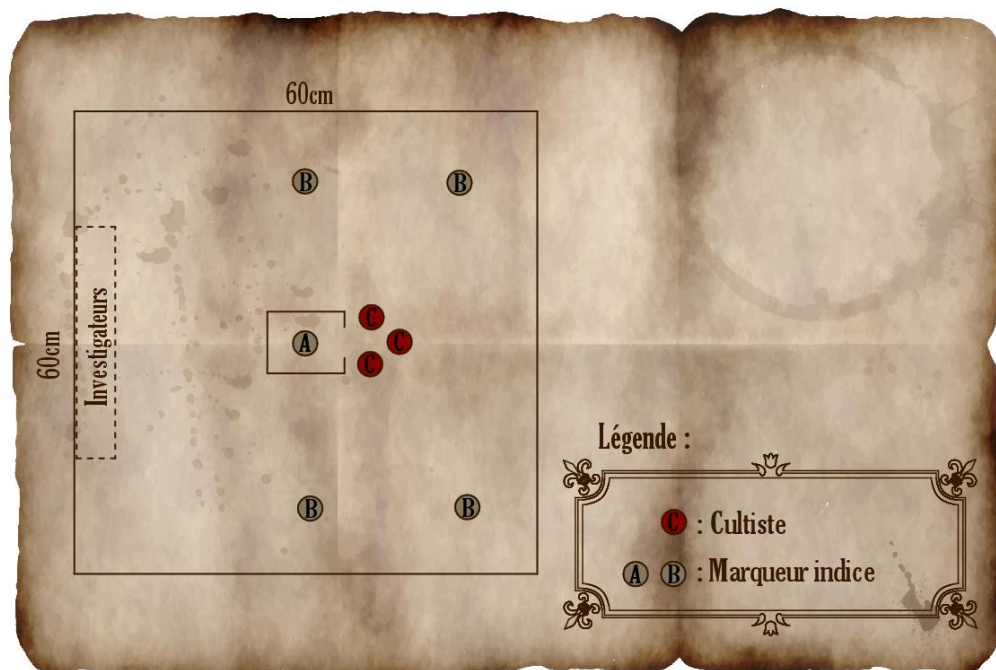 60cm
B
B
60cm
Investigateurs
A
C
C
C
B
B
Légende :
C : Cultiste
A B : Marqueur indice